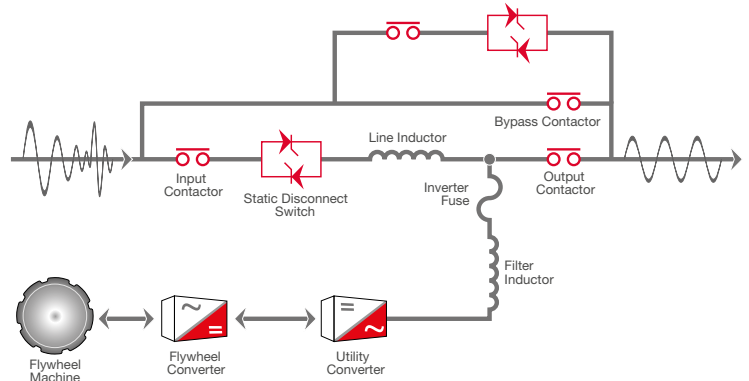 Bypass Contactor
Line Inductor
Input
Contactor
Static Disconnect
Switch
Inverter
Fuse
Output
Contactor
Filter
Inductor
Flywheel
Machine
Flywheel
Converter
Utility
Converter